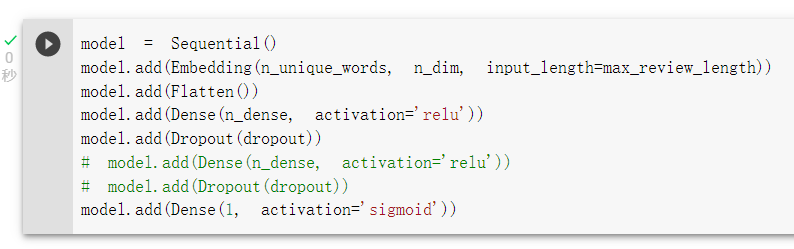 model = Sequential()
model.add(Embedding(n_unique_words, n_dim, input_length=max_review_length))
model.add(Flatten())
model.add(Dense(n_dense, activation='relu'))
model.add(Dropout(dropout))
# model.add(Dense(n_dense, activation='relu'))
# model.add(Dropout(dropout))
model.add(Dense(1, activation='sigmoid'))
0
秒